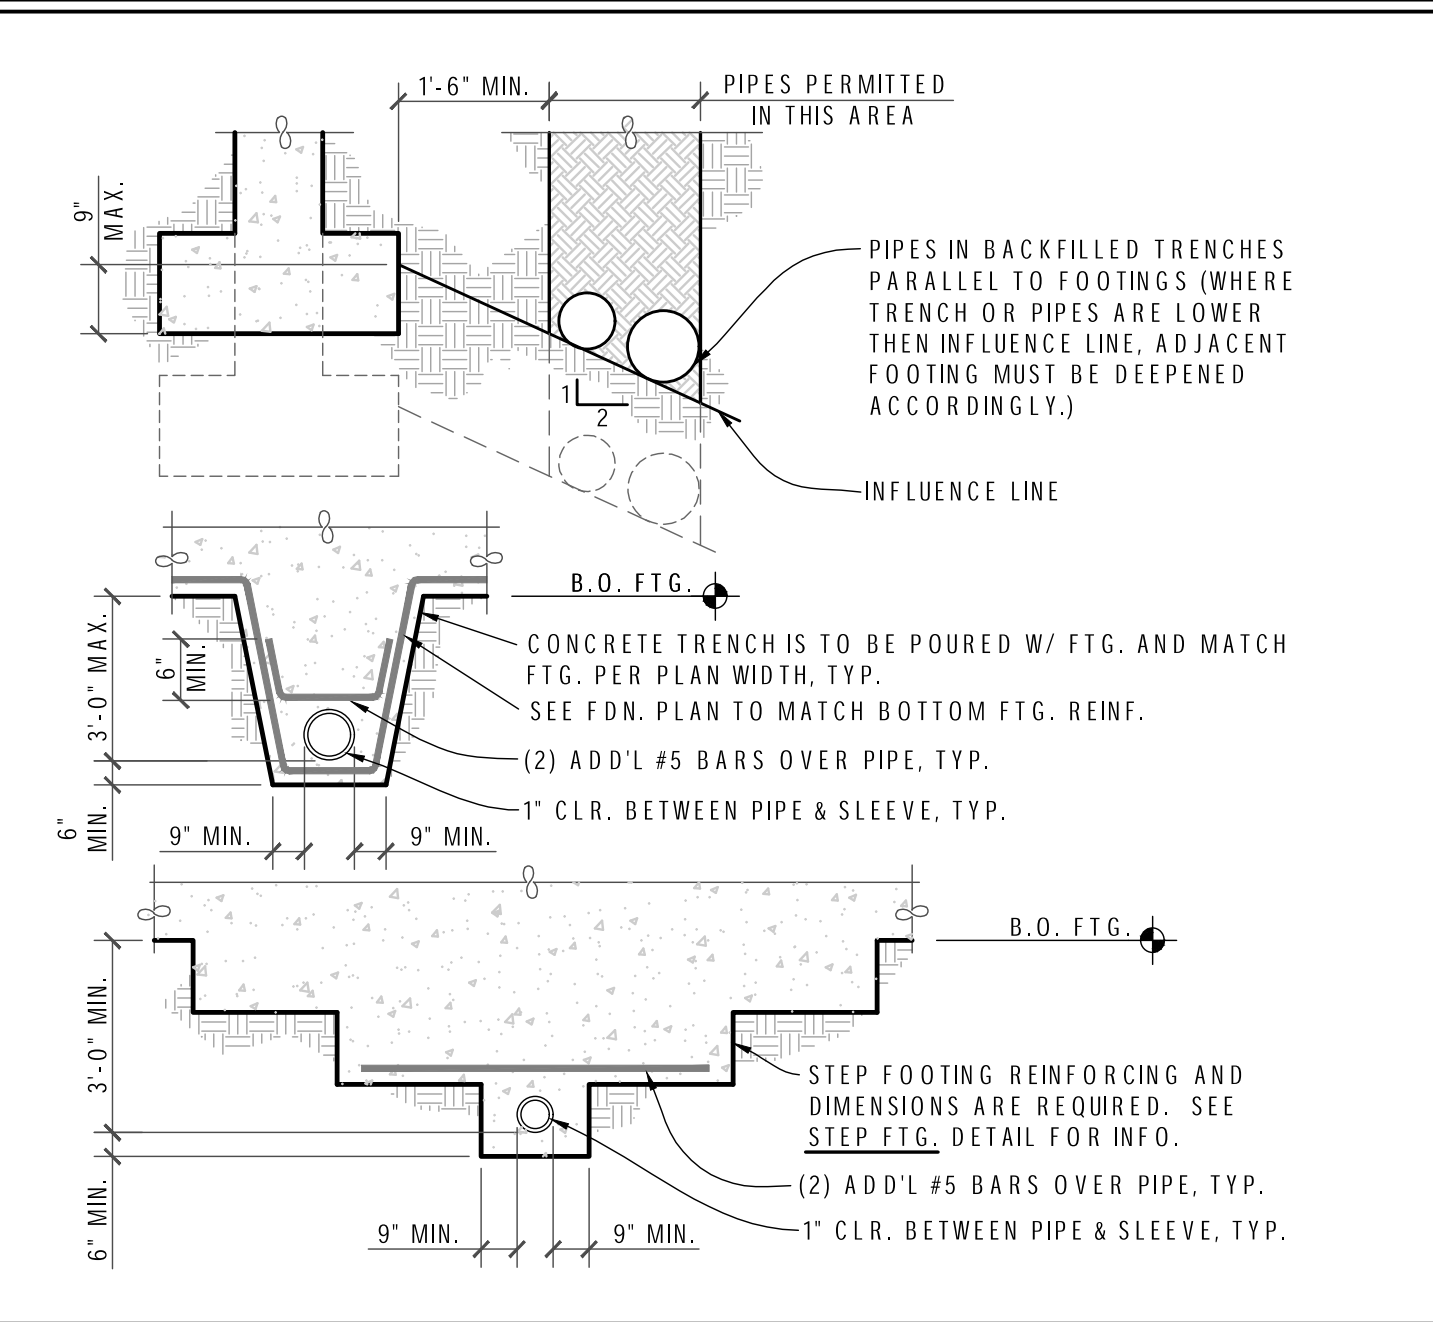 1'-6" MIN.
PIPES PERMITTED
IN THIS AREA
9"
MAX.
PIPES IN BACKFILLED TRENCHES
PARALLEL TO FOOTINGS (WHERE
TRENCH OR PIPES ARE LOWER
THEN INFLUENCE LINE, ADJACENT
FOOTING MUST BE DEEPENED
ACCORDINGLY.)
1
2
INFLUENCE LINE
B.O. FTG.
3'-0" MAX.
6"
MIN.
CONCRETE TRENCH IS TO BE POURED W/ FTG. AND MATCH
FTG. PER PLAN WIDTH, TYP.
SEE FDN. PLAN TO MATCH BOTTOM FTG. REINF.
(2) ADD'L #5 BARS OVER PIPE, TYP.
1" CLR. BETWEEN PIPE & SLEEVE, TYP.
6"
MIN.
9" MIN.
9" MIN.
B.O. FTG.
3'-0" MIN.
STEP FOOTING REINFORCING AND
DIMENSIONS ARE REQUIRED. SEE
STEP FTG. DETAIL FOR INFO.
(2) ADD'L #5 BARS OVER PIPE, TYP.
1" CLR. BETWEEN PIPE & SLEEVE, TYP.
6" MIN.
9" MIN.
9" MIN.